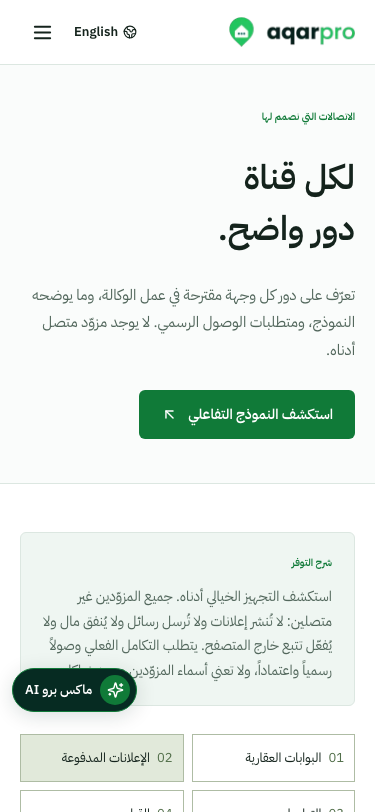 aqarpro
English
الاتصالات التي نصمم لها
لكل قناة
دور واضح.
تعرّف على دور كل وجهة مقترحة في عمل الوكالة، وما يوضحه
النموذج، ومتطلبات الوصول الرسمي. لا يوجد مزوّد متصل
أدناه.
استكشف النموذج التفاعلي
شرح التوفر
استكشف التجهيز الخيالي أدناه. جميع المزوّدين غير
متصلين: لا تُنشر إعلانات ولا تُرسل رسائل ولا يُنفق مال ولا
يُفعّل تتبع خارج المتصفح. يتطلب التكامل الفعلي وصولاً
رسمياً واعتماداً، ولا تعني أسماء المزوّدين
ماكس برو AI
01 البوابات العقارية
02 الإعلانات المدفوعة